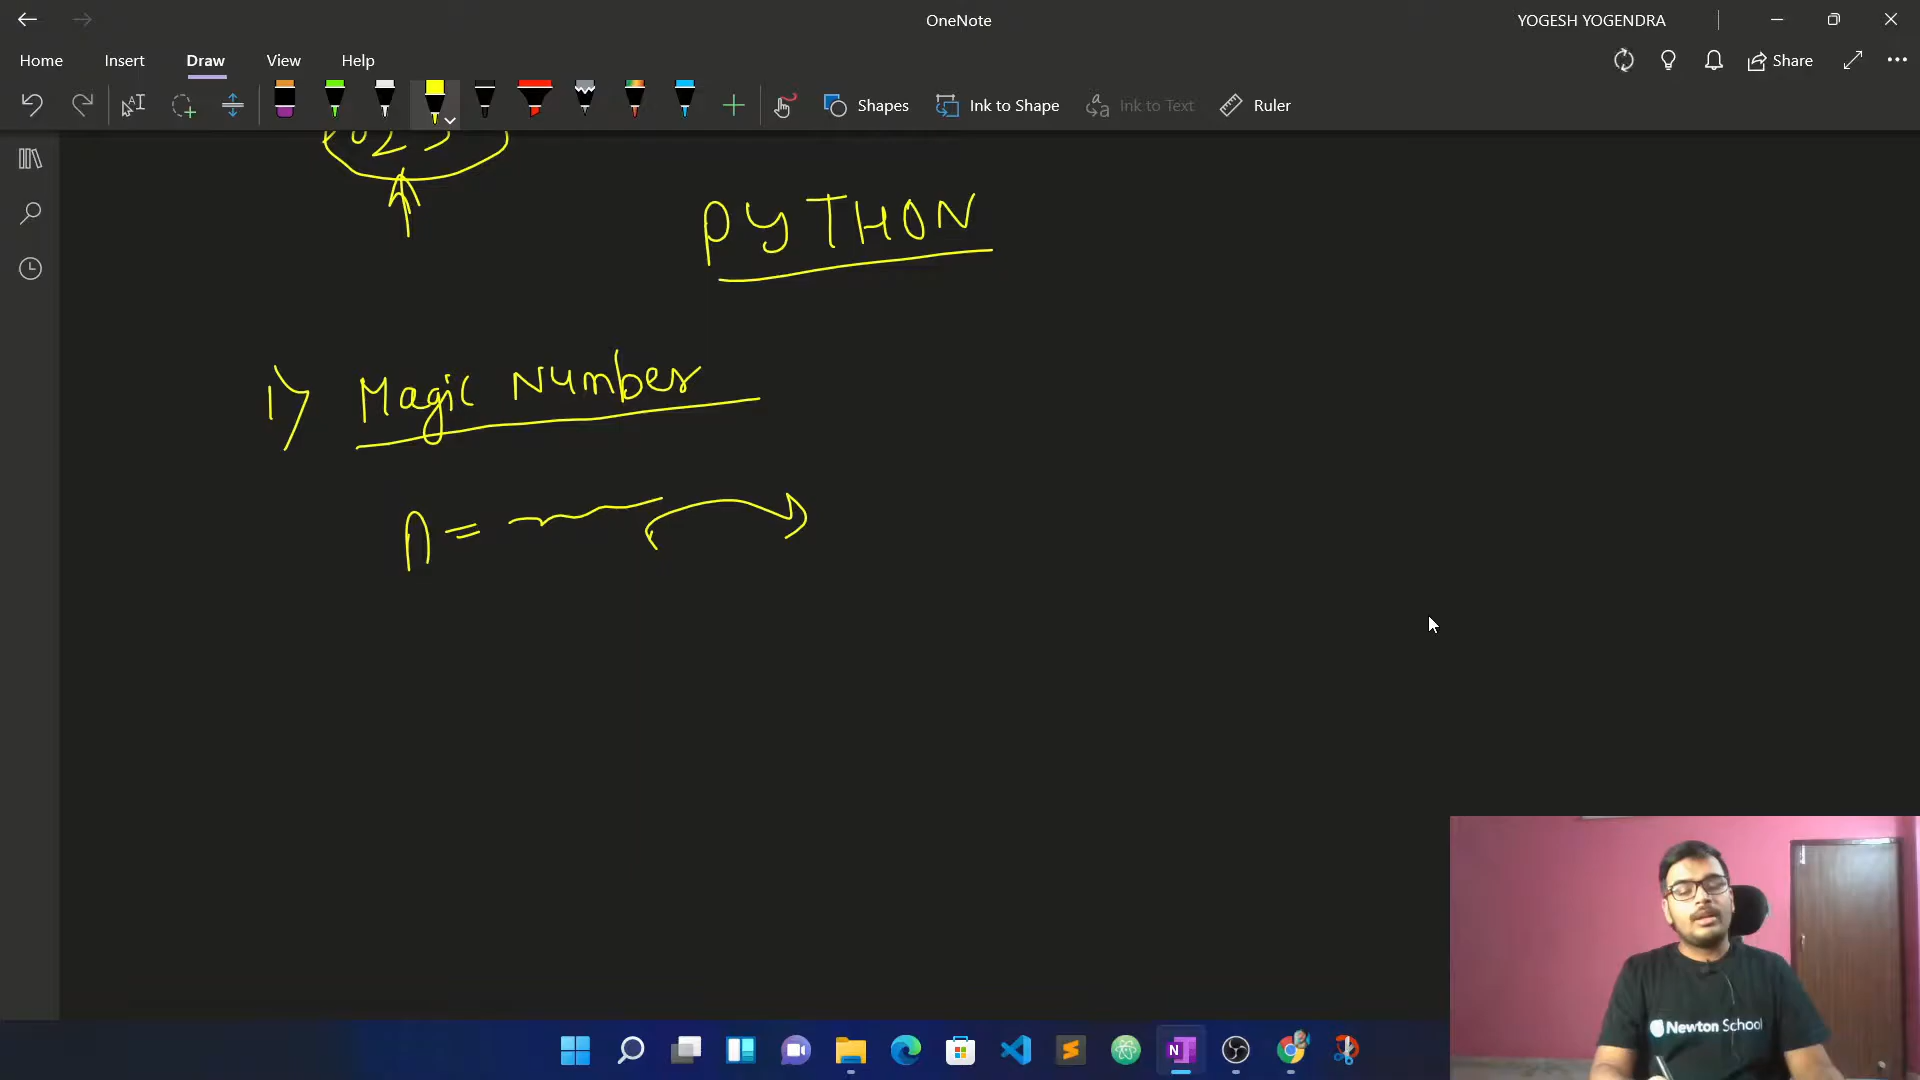 OneNote
YOGESH YOGENDRA
Home Insert Draw View Help
Share
Shapes Ink to Shape Ink to Text Ruler
PYTHON
1) Magic Number
n =
Newton School